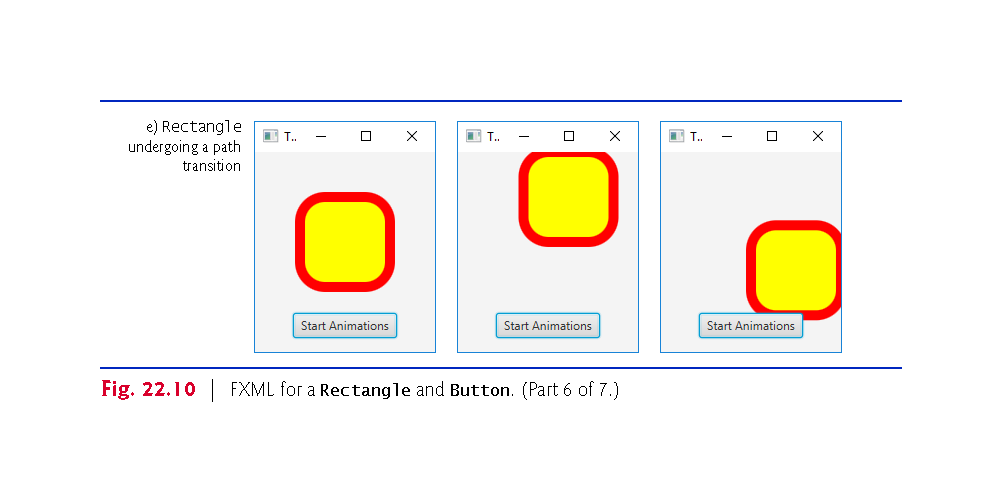 e) Rectangle
undergoing a path
transition
T..
Start Animations
T..
Start Animations
T..
Start Animations
Fig. 22.10 | FXML for a Rectangle and Button. (Part 6 of 7.)